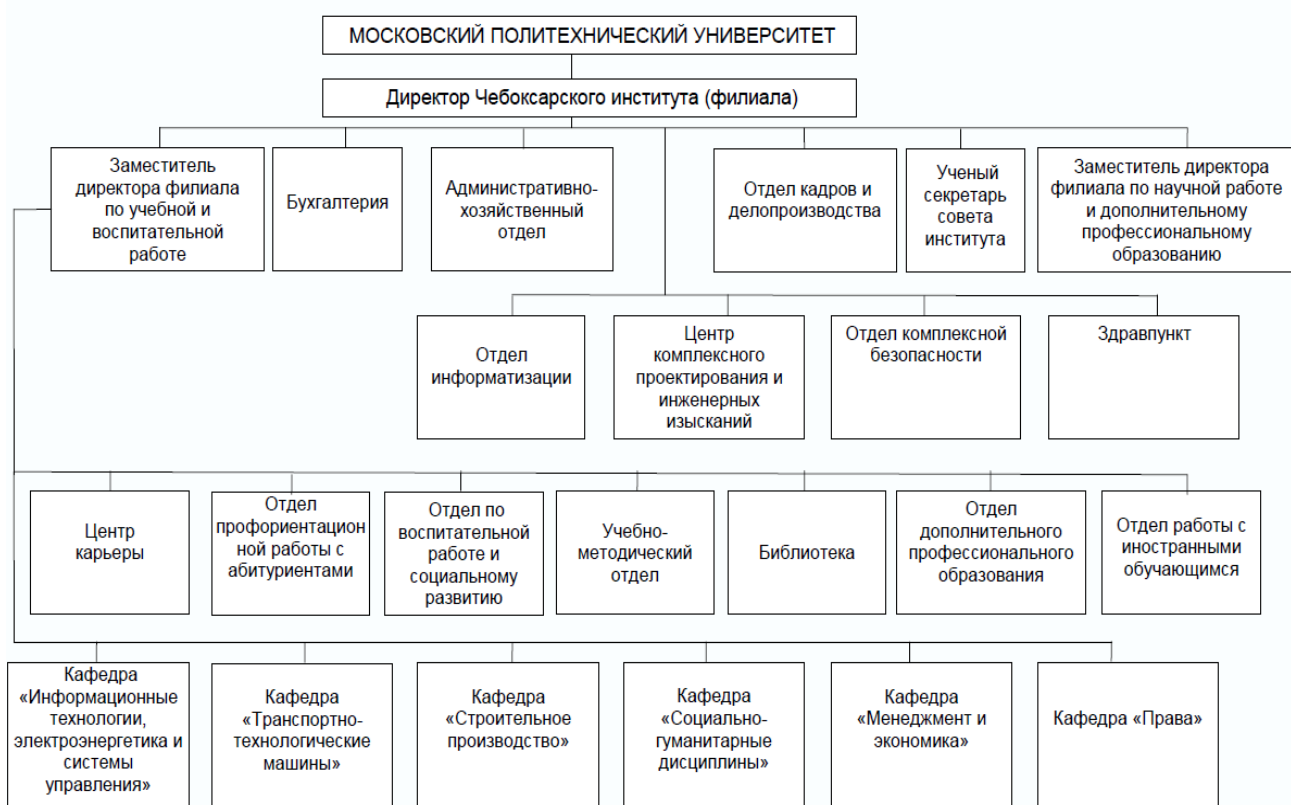 МОСКОВСКИЙ ПОЛИТЕХНИЧЕСКИЙ УНИВЕРСИТЕТ
Директор Чебоксарского института (филиала)
Заместитель
директора филиала
по учебной и
воспитательной
работе
Бухгалтерия
Административно-
хозяйственный
отдел
Отдел кадров и
делопроизводства
Ученый
секретарь
совета
института
Заместитель директора
филиала по научной работе
и дополнительному
профессиональному
образованию
Отдел
информатизации
Центр
комплексного
проектирования и
инженерных
изысканий
Отдел комплексной
безопасности
Здравпункт
Центр
карьеры
Отдел
профориентацион
ной работы с
абитуриентами
Отдел по
воспитательной
работе и
социальному
развитию
Учебно-
методический
отдел
Библиотека
Отдел
дополнительного
профессионального
образования
Отдел работы с
иностранными
обучающимся
Кафедра
«Информационные
технологии,
электроэнергетика и
системы
управления»
Кафедра
«Транспортно-
технологические
машины»
Кафедра
«Строительное
производство»
Кафедра
«Социально-
гуманитарные
дисциплины»
Кафедра
«Менеджмент и
экономика»
Кафедра «Права»